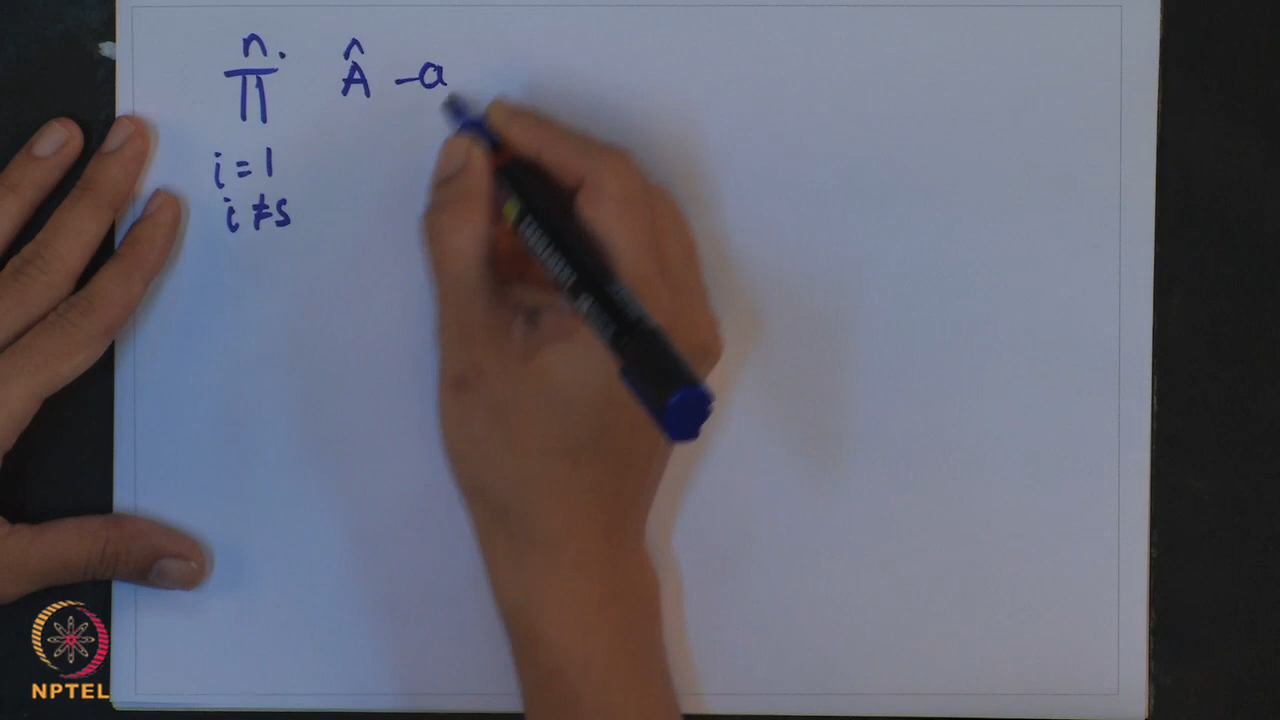 n.
∏ Â - a
i = 1
i ≠ s
NPTEL